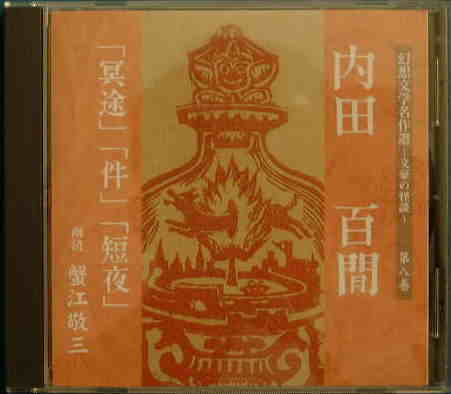 幻想文学名作選〜文豪の怪談〜 第八巻
内田 百閒
「冥途」「件」「短夜」
朗読 蟹江敬三